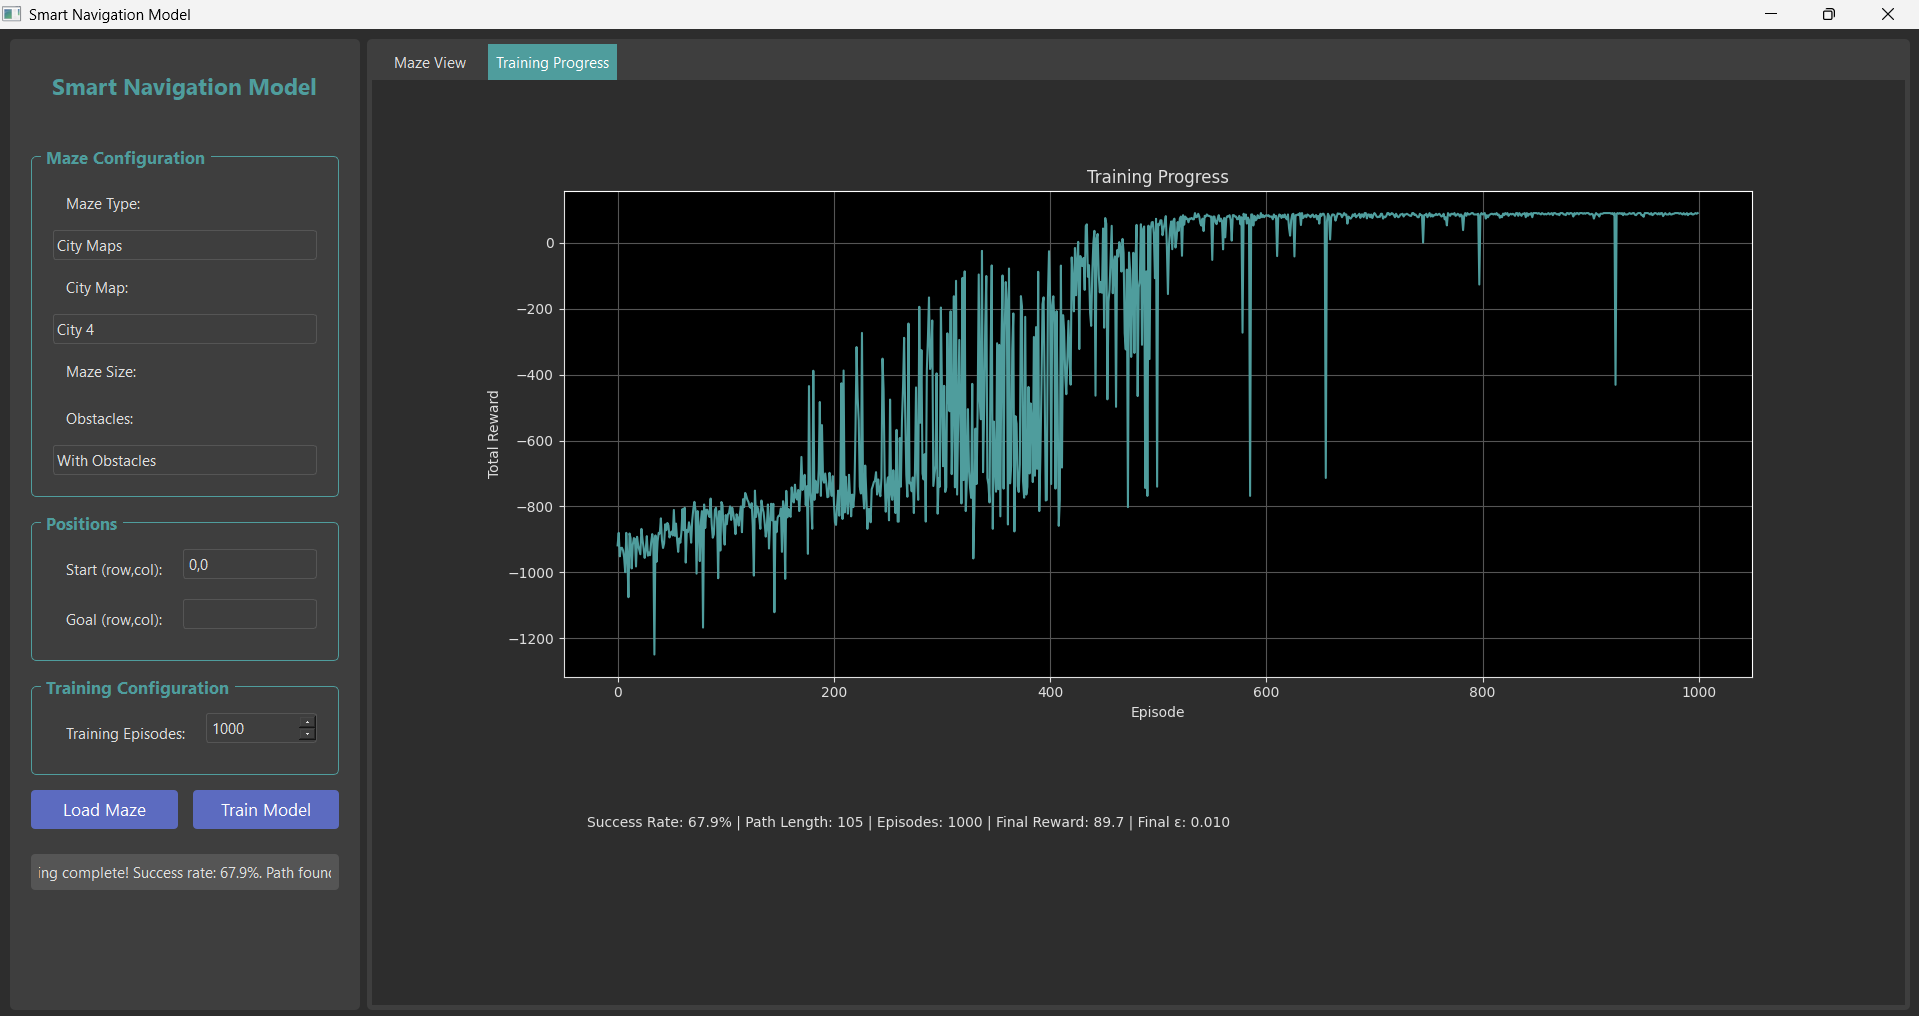 Smart Navigation Model
Smart Navigation Model
Maze Configuration
Maze Type:
City Maps
City Map:
City 4
Maze Size:
Obstacles:
With Obstacles
Positions
Start (row,col):
0,0
Goal (row,col):
Training Configuration
Training Episodes:
1000
Load Maze
Train Model
ing complete! Success rate: 67.9%. Path found
Maze View
Training Progress
Training Progress
Total Reward
0
−200
−400
−600
−800
−1000
−1200
0
200
400
600
800
1000
Episode
Success Rate: 67.9% | Path Length: 105 | Episodes: 1000 | Final Reward: 89.7 | Final ε: 0.010